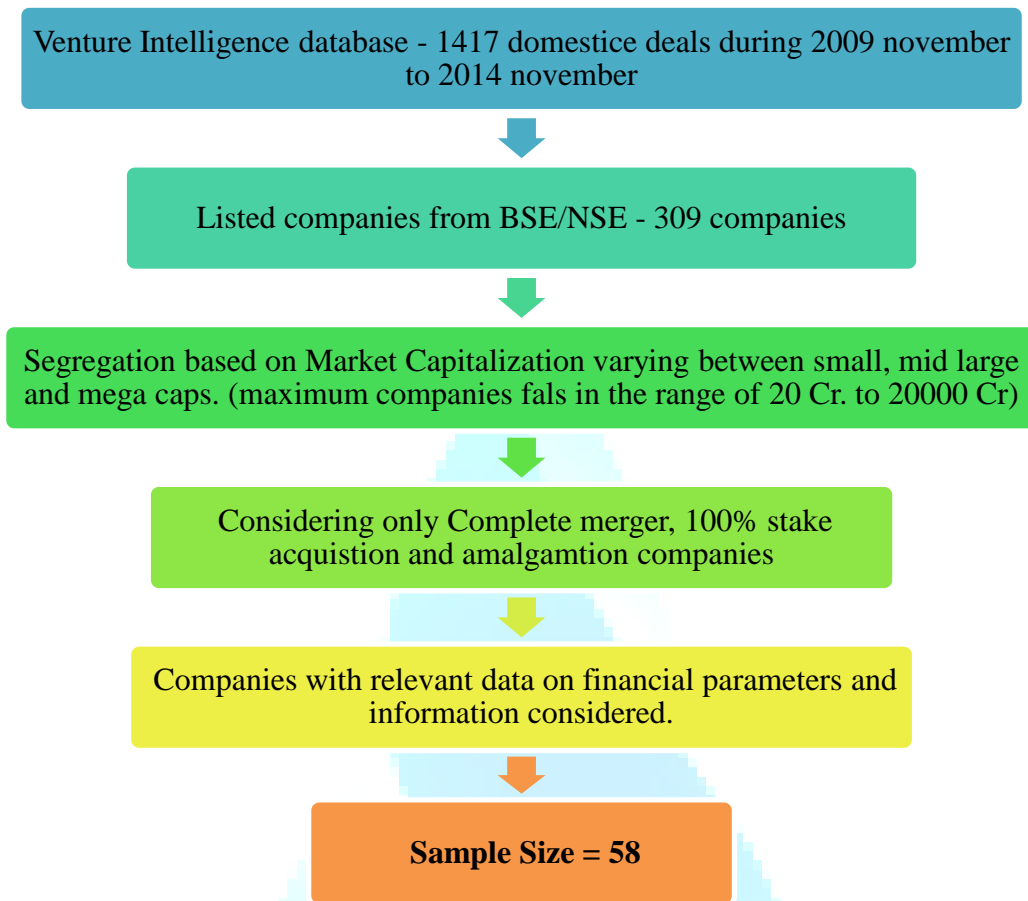 Venture Intelligence database - 1417 domestice deals during 2009 november
to 2014 november
Listed companies from BSE/NSE - 309 companies
Segregation based on Market Capitalization varying between small, mid large
and mega caps. (maximum companies fals in the range of 20 Cr. to 20000 Cr)
Considering only Complete merger, 100% stake
acquistion and amalgamtion companies
Companies with relevant data on financial parameters and
information considered.
Sample Size = 58